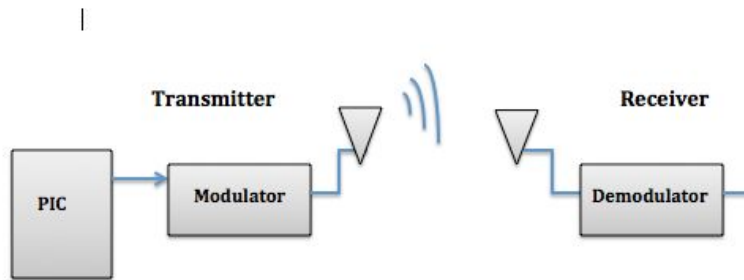 Transmitter
Receiver
PIC
Modulator
Demodulator